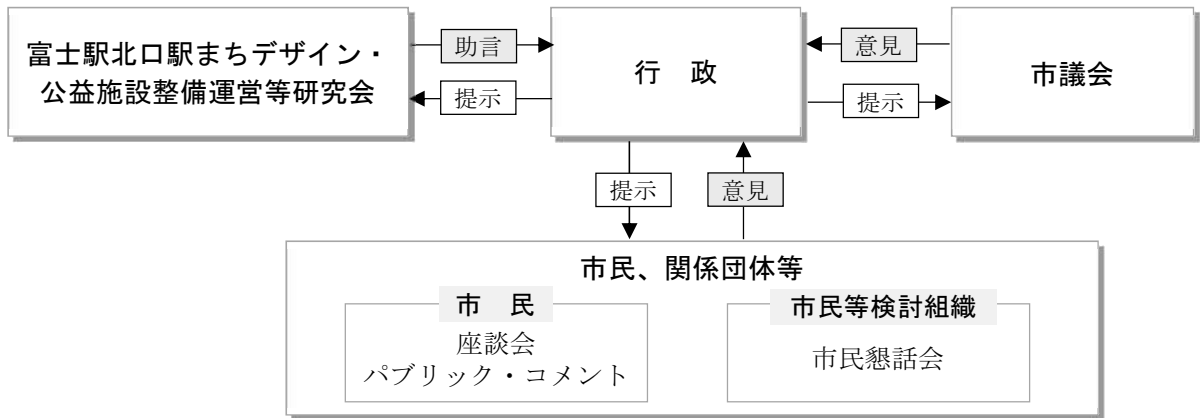 富士駅北口駅まちデザイン・
公益施設整備運営等研究会
助言
提示
行　政
意見
提示
市議会
提示
意見
市民、関係団体等
市　民
座談会
パブリック・コメント
市民等検討組織
市民懇話会